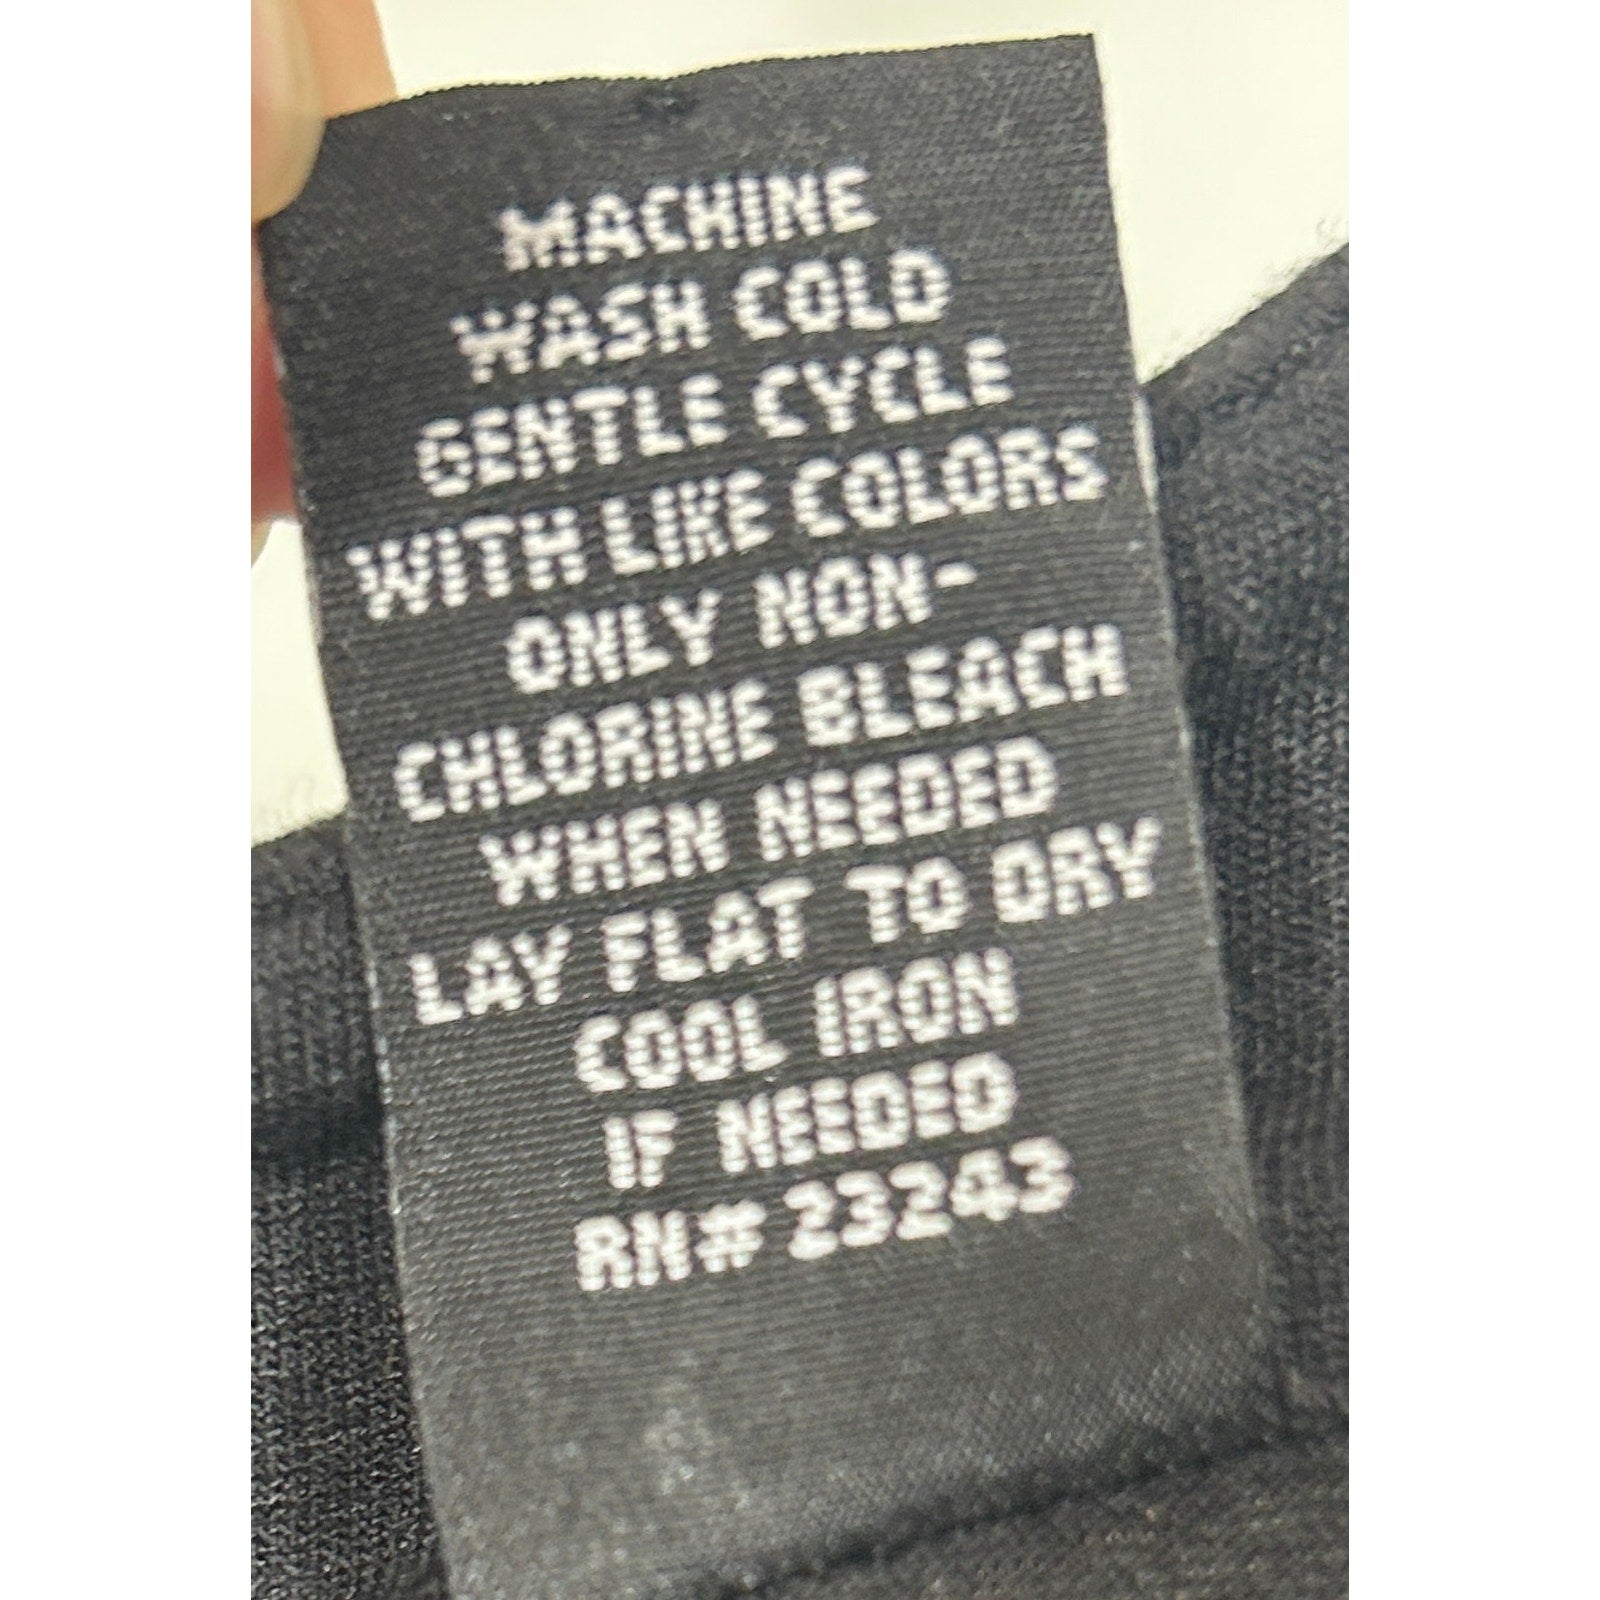 MACHINE
WASH COLD
GENTLE CYCLE
WITH LIKE COLORS
ONLY NON-
CHLORINE BLEACH
WHEN NEEDED
LAY FLAT TO DRY
COOL IRON
IF NEEDED
RN# 23243